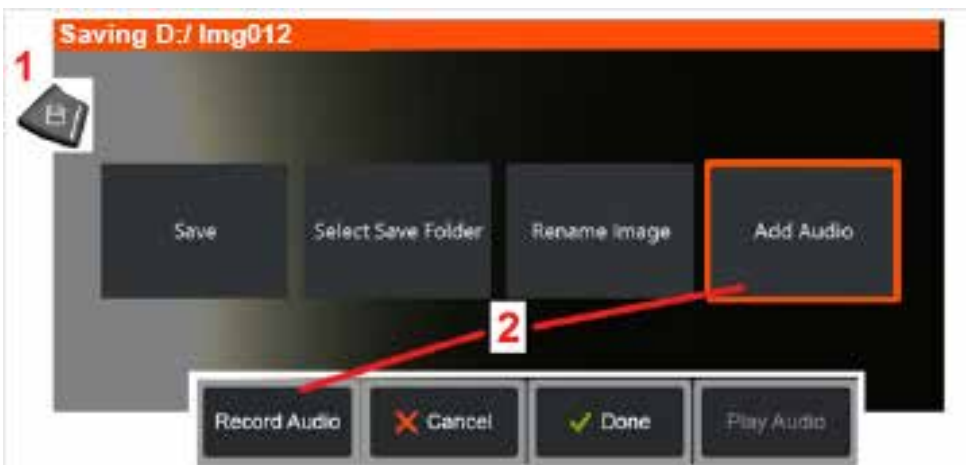 Saving D:/ Img012
1
Save
Select Save Folder
Rename Image
Add Audio
2
Record Audio
Cancel
Done
Play Audio